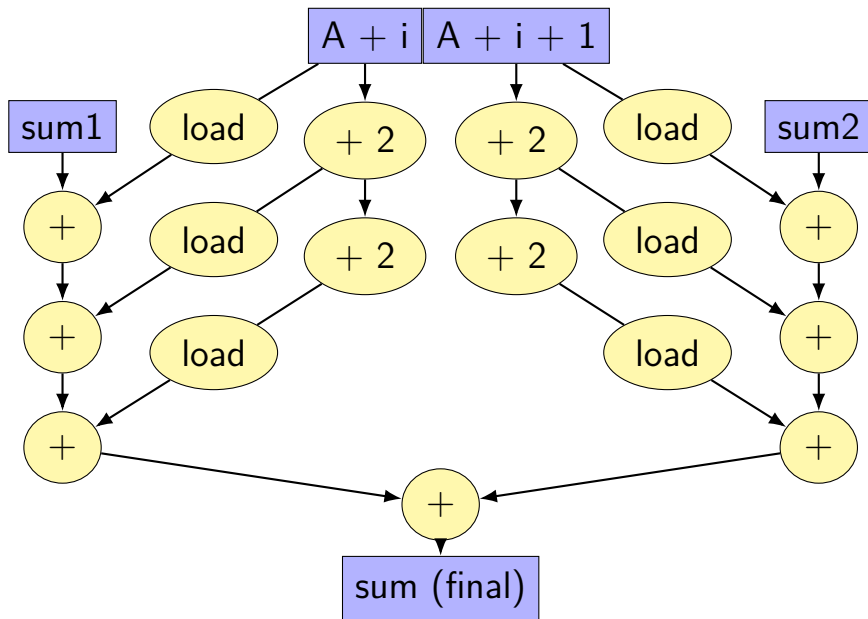 A + i
A + i + 1
sum1
load
+ 2
+ 2
load
sum2
+
load
+ 2
+ 2
load
+
+
load
load
+
+
+
+
sum (final)